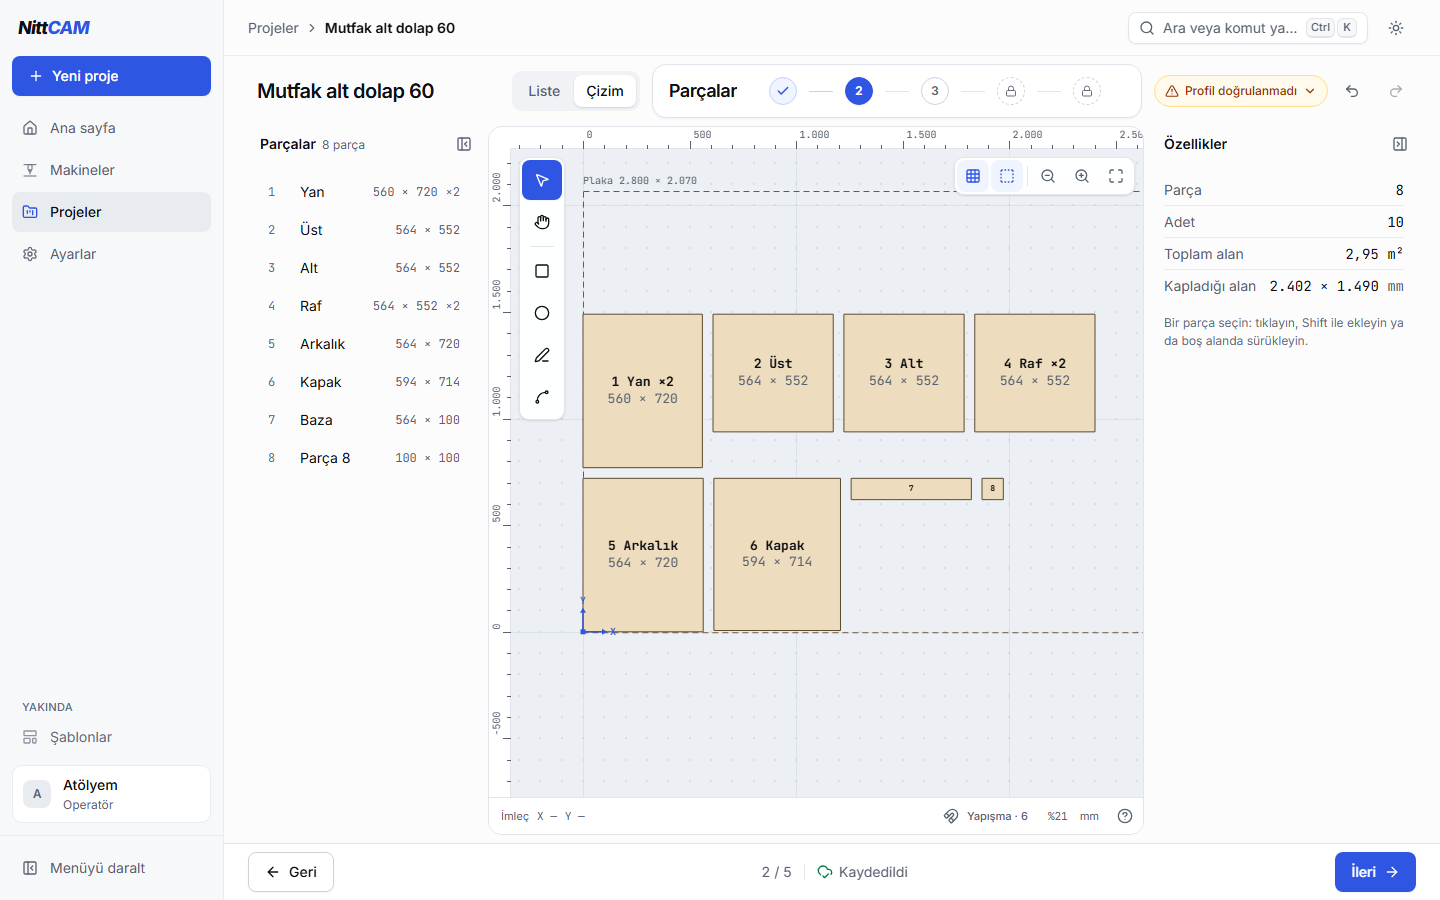 NittCAM
Yeni proje
Ana sayfa
Makineler
Projeler
Ayarlar
YAKINDA
Şablonlar
A
Atölyem
Operatör
Menüyü daralt
Projeler > Mutfak alt dolap 60
Ara veya komut ya... Ctrl K
Mutfak alt dolap 60
Liste Çizim
Parçalar 2 3
Profil doğrulanmadı
Parçalar 8 parça
1 Yan 560 × 720 ×2
2 Üst 564 × 552
3 Alt 564 × 552
4 Raf 564 × 552 ×2
5 Arkalık 564 × 720
6 Kapak 594 × 714
7 Baza 564 × 100
8 Parça 8 100 × 100
0 500 1.000 1.500 2.000 2.50
2.000
1.500
1.000
500
0
-500
Plaka 2.800 × 2.070
1 Yan ×2
560 × 720
2 Üst
564 × 552
3 Alt
564 × 552
4 Raf ×2
564 × 552
5 Arkalık
564 × 720
6 Kapak
594 × 714
7
8
Y
X
İmleç X — Y —
Yapışma · 6 %21 mm
Özellikler
Parça 8
Adet 10
Toplam alan 2,95 m²
Kapladığı alan 2.402 × 1.490 mm
Bir parça seçin: tıklayın, Shift ile ekleyin ya
da boş alanda sürükleyin.
Geri
2 / 5
Kaydedildi
İleri